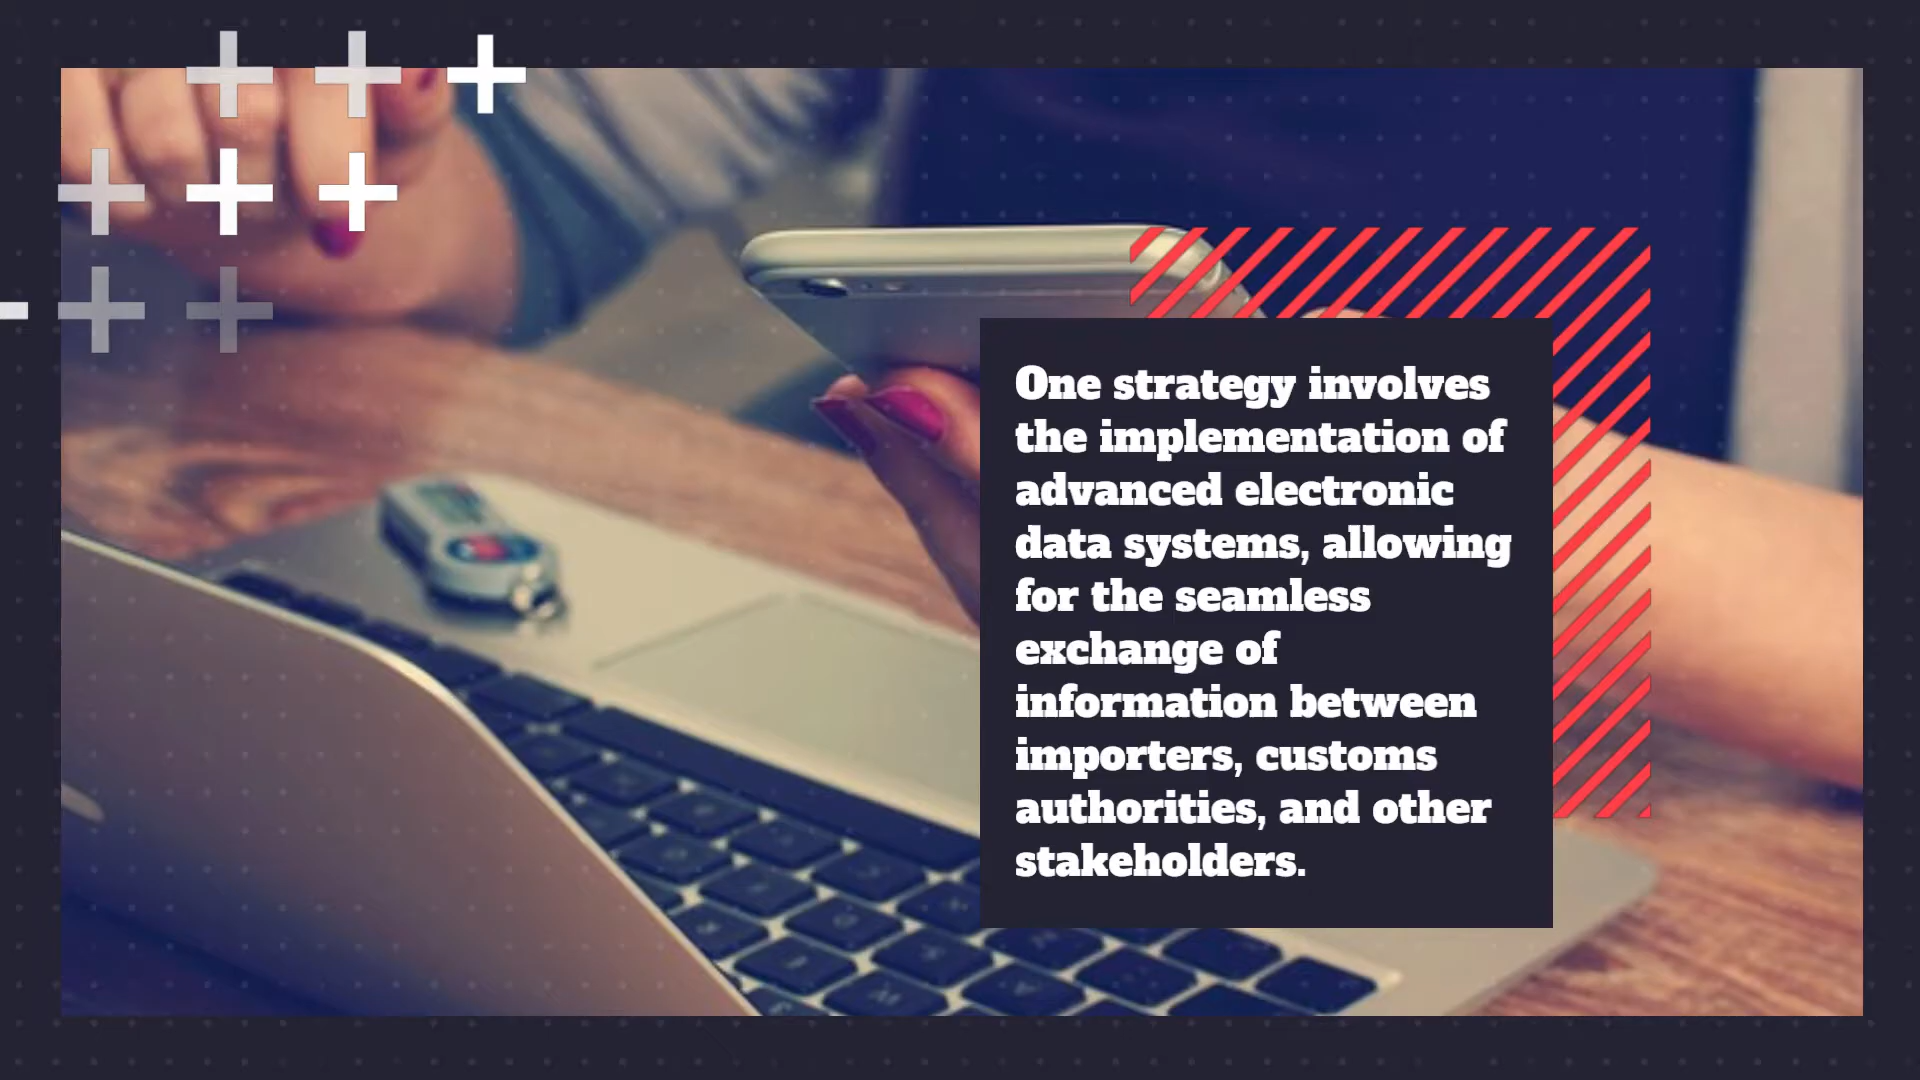 One strategy involves
the implementation of
advanced electronic
data systems, allowing
for the seamless
exchange of
information between
importers, customs
authorities, and other
stakeholders.